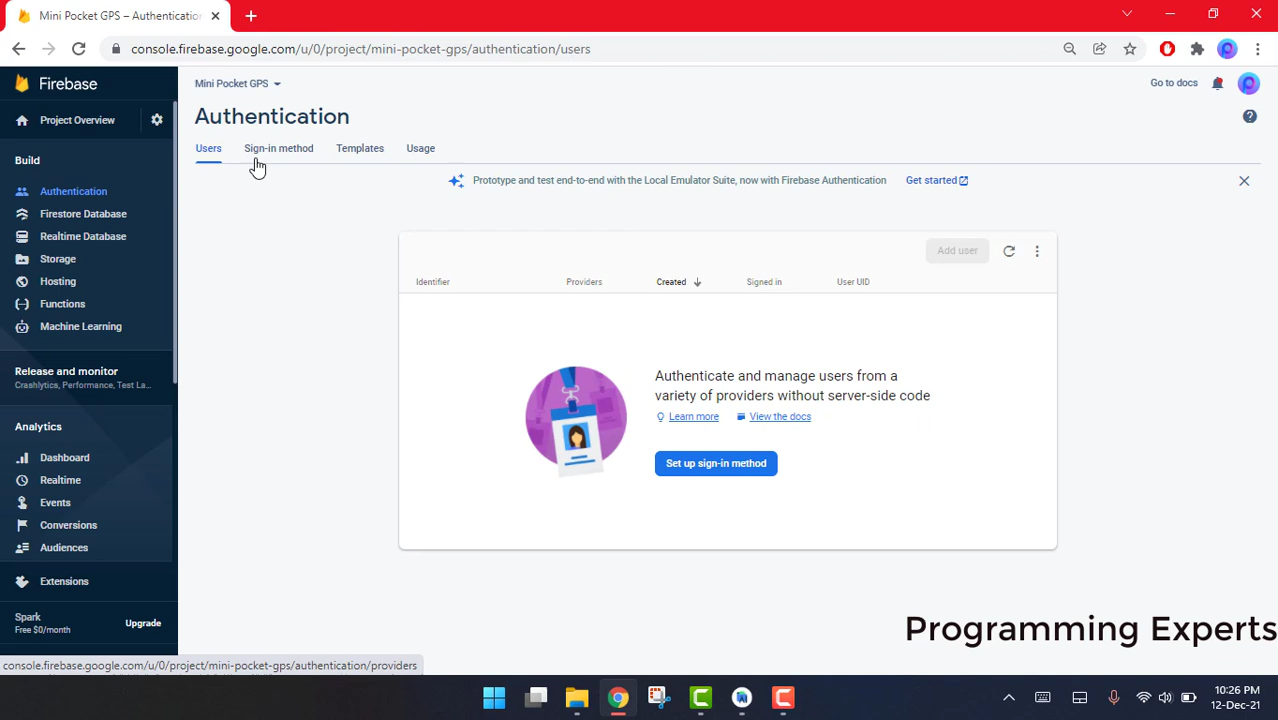 Mini Pocket GPS – Authentication
console.firebase.google.com/u/0/project/mini-pocket-gps/authentication/users
Firebase
Mini Pocket GPS
Go to docs
Project Overview
Authentication
Users
Sign-in method
Templates
Usage
Prototype and test end-to-end with the Local Emulator Suite, now with Firebase Authentication
Get started
Build
Authentication
Firestore Database
Realtime Database
Storage
Hosting
Functions
Machine Learning
Release and monitor
Crashlytics, Performance, Test La...
Analytics
Dashboard
Realtime
Events
Conversions
Audiences
Extensions
Spark
Free $0/month
Upgrade
Add user
Identifier
Providers
Created
Signed in
User UID
Authenticate and manage users from a
variety of providers without server-side code
Learn more
View the docs
Set up sign-in method
Programming Experts
console.firebase.google.com/u/0/project/mini-pocket-gps/authentication/providers
10:26 PM
12-Dec-21